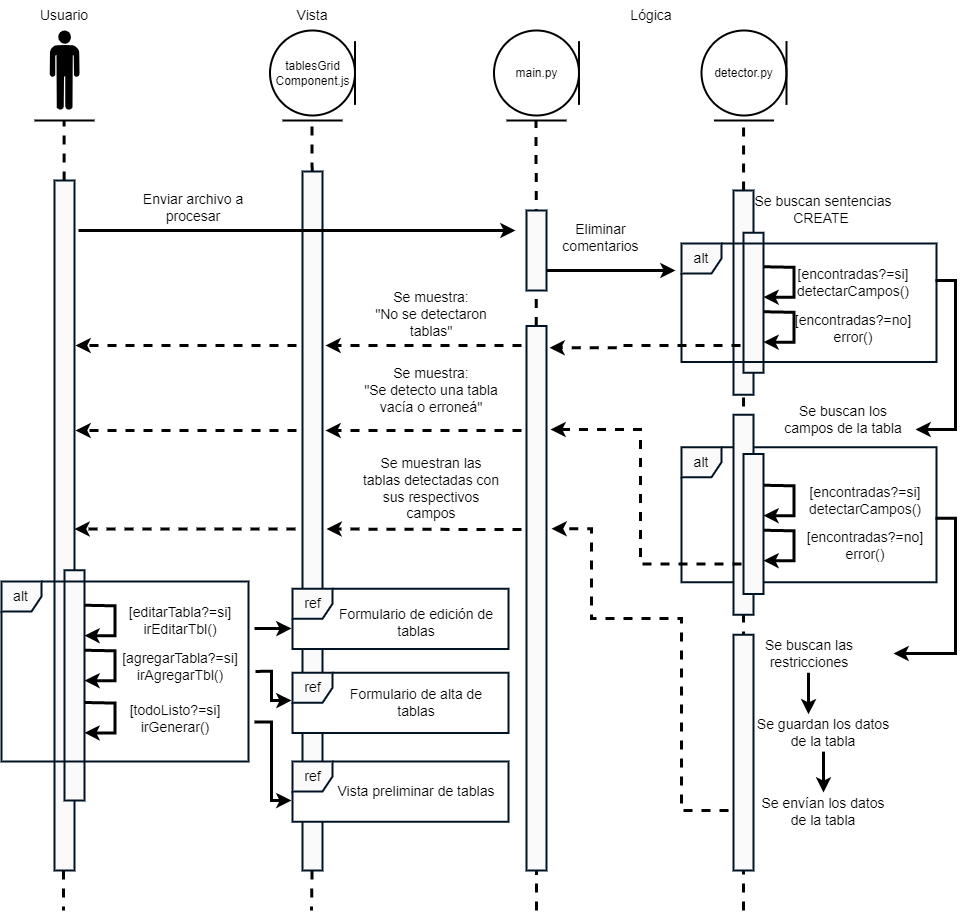 Usuario
Vista
Lógica
tablesGrid
Component.js
main.py
detector.py
Enviar archivo a
procesar
Se buscan sentencias
CREATE
Eliminar
comentarios
alt
[encontradas?=si]
detectarCampos()
[encontradas?=no]
error()
Se muestra:
"No se detectaron
tablas"
Se muestra:
"Se detecto una tabla
vacía o erroneá"
Se buscan los
campos de la tabla
alt
[encontradas?=si]
detectarCampos()
[encontradas?=no]
error()
Se muestran las
tablas detectadas con
sus respectivos
campos
alt
[editarTabla?=si]
irEditarTbl()
[agregarTabla?=si]
irAgregarTbl()
[todoListo?=si]
irGenerar()
ref
Formulario de edición de
tablas
ref
Formulario de alta de
tablas
ref
Vista preliminar de tablas
Se buscan las
restricciones
Se guardan los datos
de la tabla
Se envían los datos
de la tabla